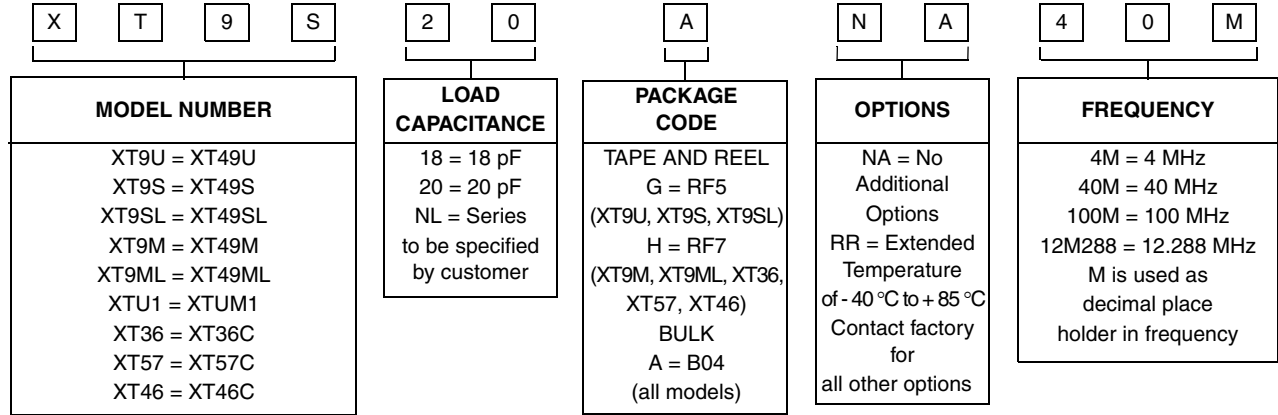 X T 9 S 2 0 A N A 4 0 M
MODEL NUMBER
XT9U = XT49U
XT9S = XT49S
XT9SL = XT49SL
XT9M = XT49M
XT9ML = XT49ML
XTU1 = XTUM1
XT36 = XT36C
XT57 = XT57C
XT46 = XT46C
LOAD
CAPACITANCE
18 = 18 pF
20 = 20 pF
NL = Series
to be specified
by customer
PACKAGE
CODE
TAPE AND REEL
G = RF5
(XT9U, XT9S, XT9SL)
H = RF7
(XT9M, XT9ML, XT36,
XT57, XT46)
BULK
A = B04
(all models)
OPTIONS
NA = No
Additional
Options
RR = Extended
Temperature
of - 40 °C to + 85 °C
Contact factory
for
all other options
FREQUENCY
4M = 4 MHz
40M = 40 MHz
100M = 100 MHz
12M288 = 12.288 MHz
M is used as
decimal place
holder in frequency